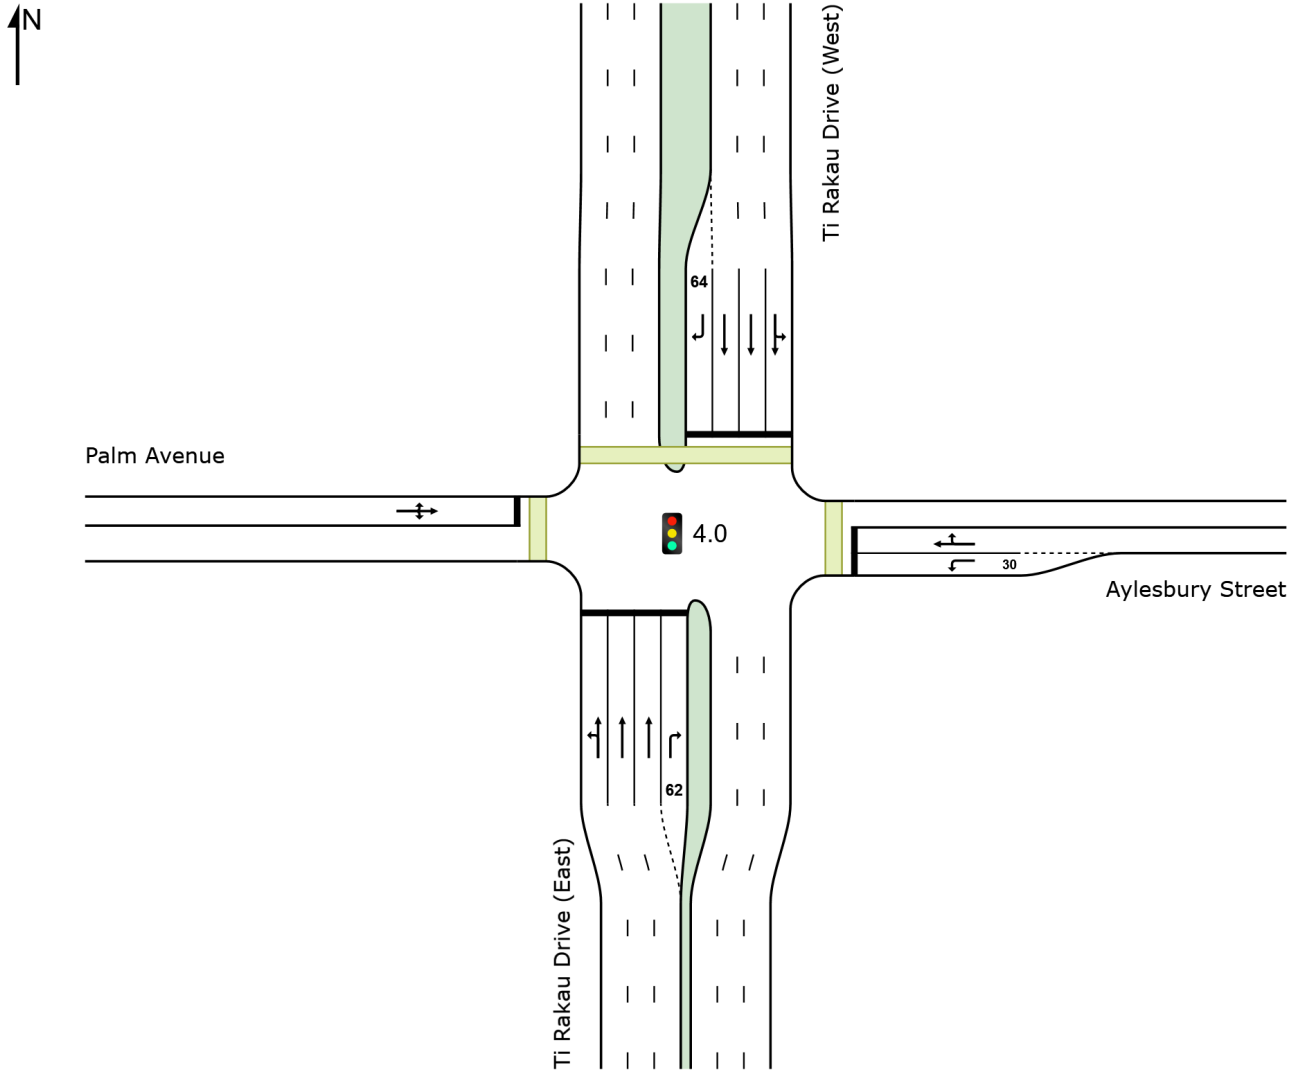 N
Ti Rakau Drive (West)
64
Palm Avenue
4.0
30
Aylesbury Street
62
Ti Rakau Drive (East)